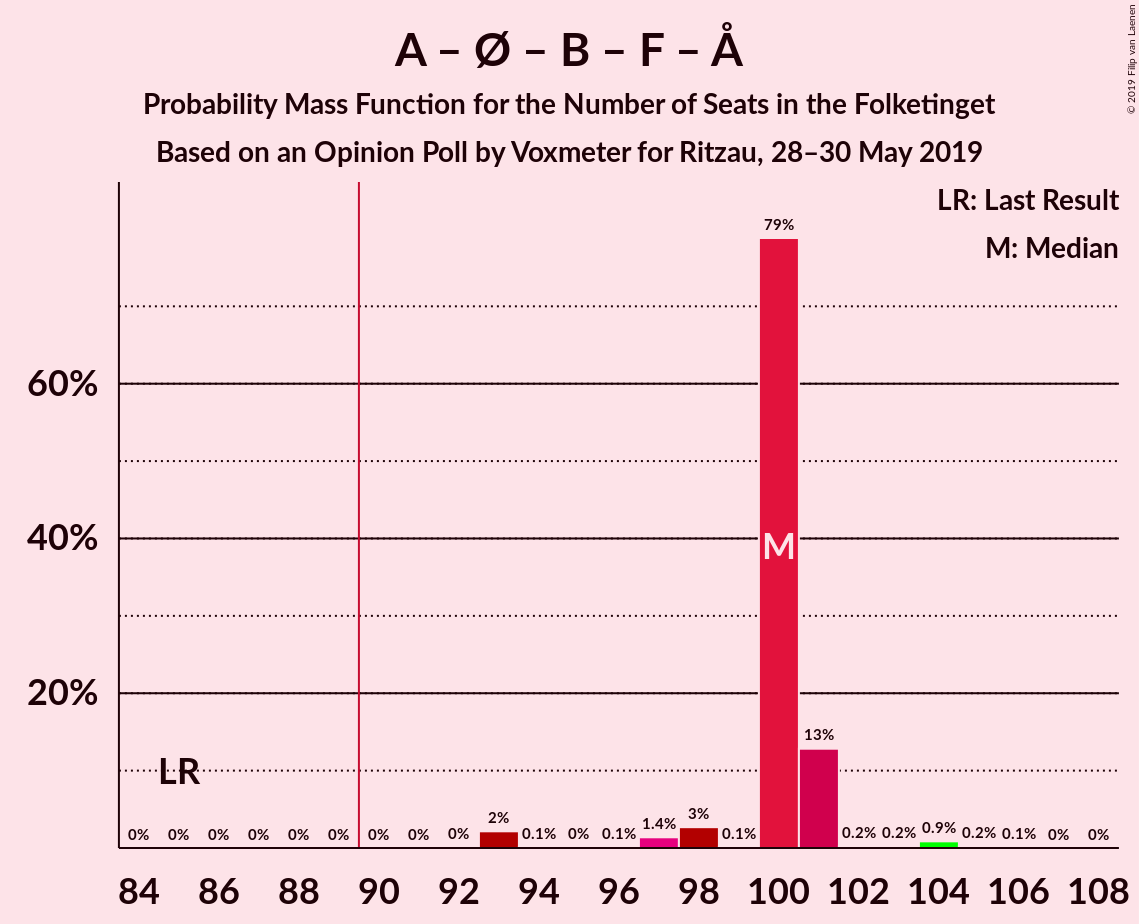 A – Ø – B – F – Å
Probability Mass Function for the Number of Seats in the Folketinget
Based on an Opinion Poll by Voxmeter for Ritzau, 28–30 May 2019
© 2019 Filip van Laenen
LR: Last Result
M: Median
79%
60%
M
40%
20%
13%
LR
0% 0% 0% 0% 0% 0% 0% 0% 0% 2% 0.1% 0% 0.1% 1.4% 3% 0.1% 0.2% 0.2% 0.9% 0.2% 0.1% 0% 0%
84 86 88 90 92 94 96 98 100 102 104 106 108